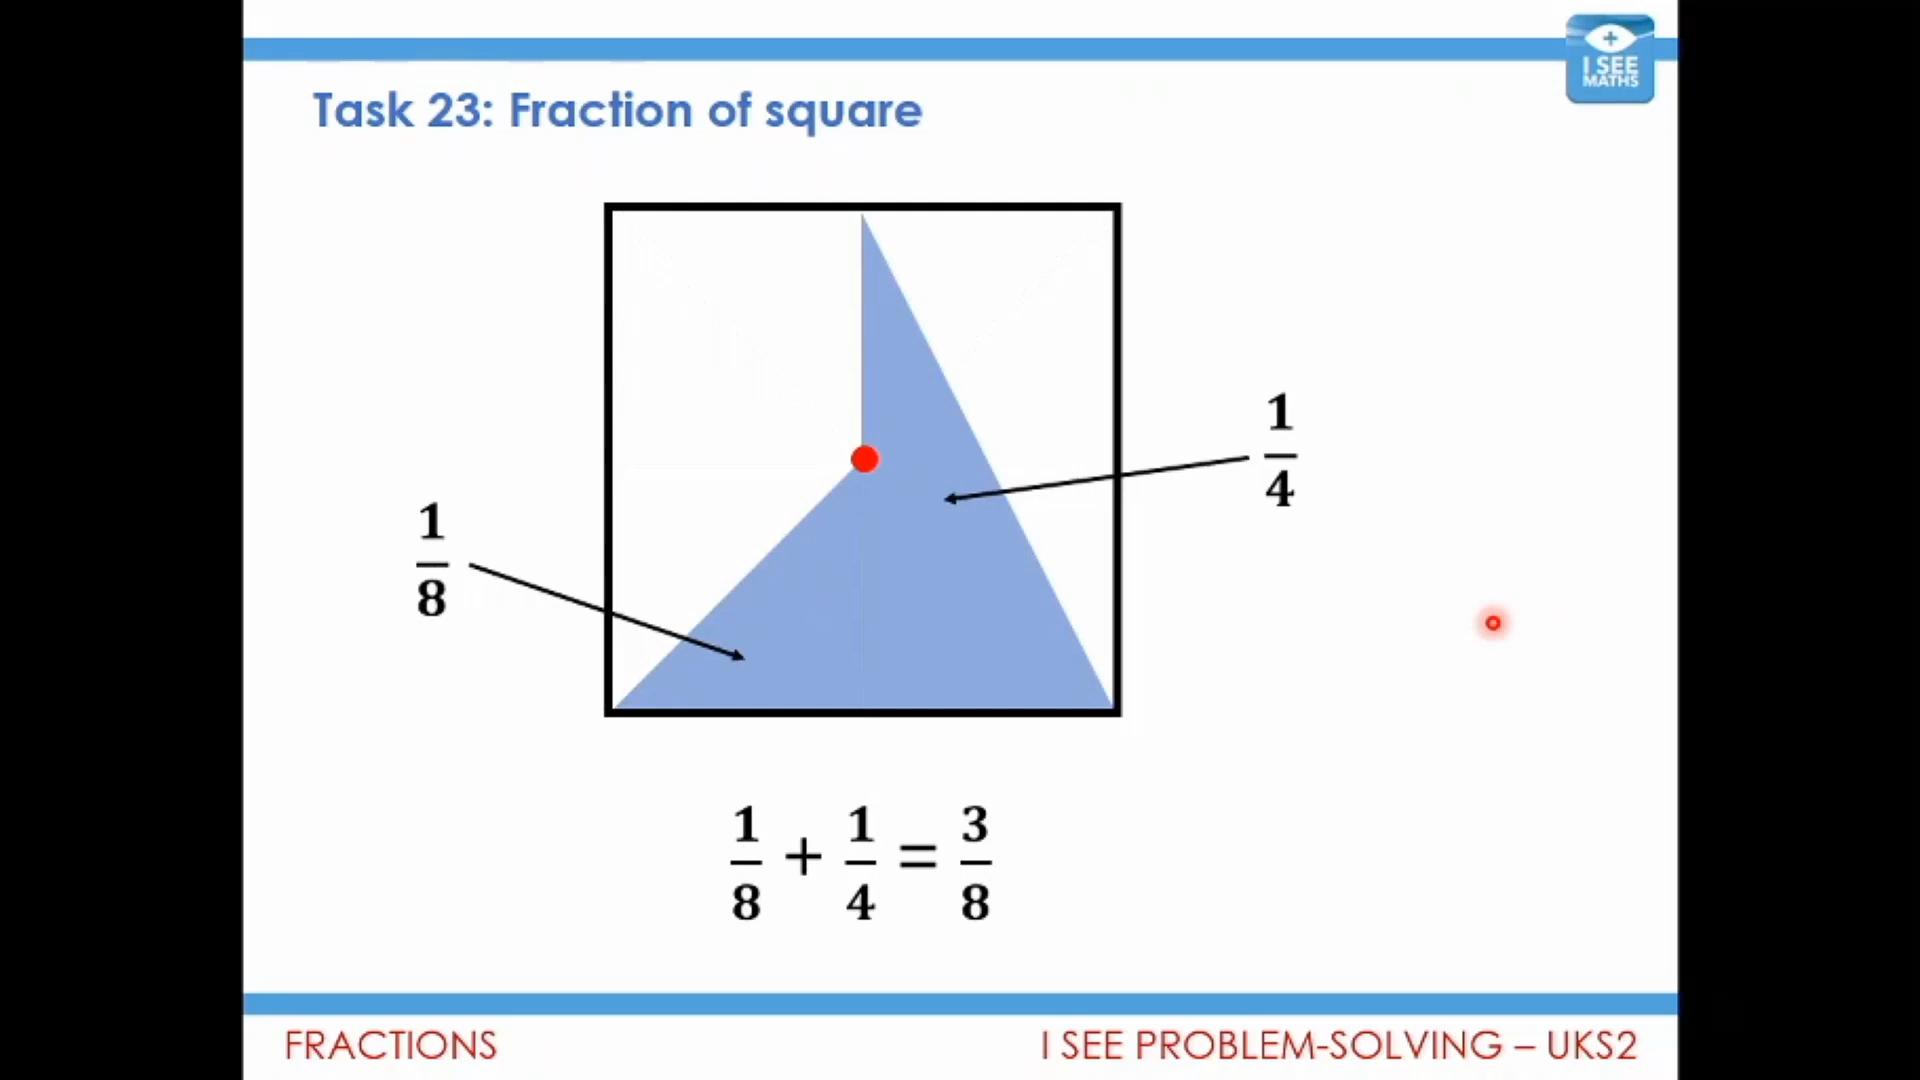 I SEE
MATHS
Task 23: Fraction of square
1/4
1/8
1/8 + 1/4 = 3/8
FRACTIONS
I SEE PROBLEM-SOLVING – UKS2